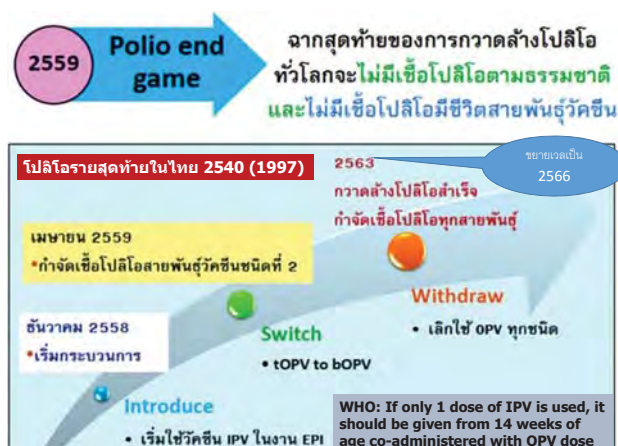 2559
Polio end
game
ฉากสุดท้ายของการกวาดล้างโปลิโอ
ทั่วโลกจะไม่มีเชื้อโปลิโอตามธรรมชาติ
และไม่มีเชื้อโปลิโอมีชีวิตสายพันธุ์วัคซีน
โปลิโอรายสุดท้ายในไทย 2540 (1997)
2563
กวาดล้างโปลิโอสำเร็จ
กำจัดเชื้อโปลิโอทุกสายพันธุ์
ขยายเวลเป็น
2566
เมษายน 2559
•กำจัดเชื้อโปลิโอสายพันธุ์วัคซีนชนิดที่ 2
Withdraw
• เลิกใช้ OPV ทุกชนิด
ธันวาคม 2558
•เริ่มกระบวนการ
Switch
• tOPV to bOPV
Introduce
• เริ่มใช้วัคซีน IPV ในงาน EPI
WHO: If only 1 dose of IPV is used, it
should be given from 14 weeks of
age co-administered with OPV dose